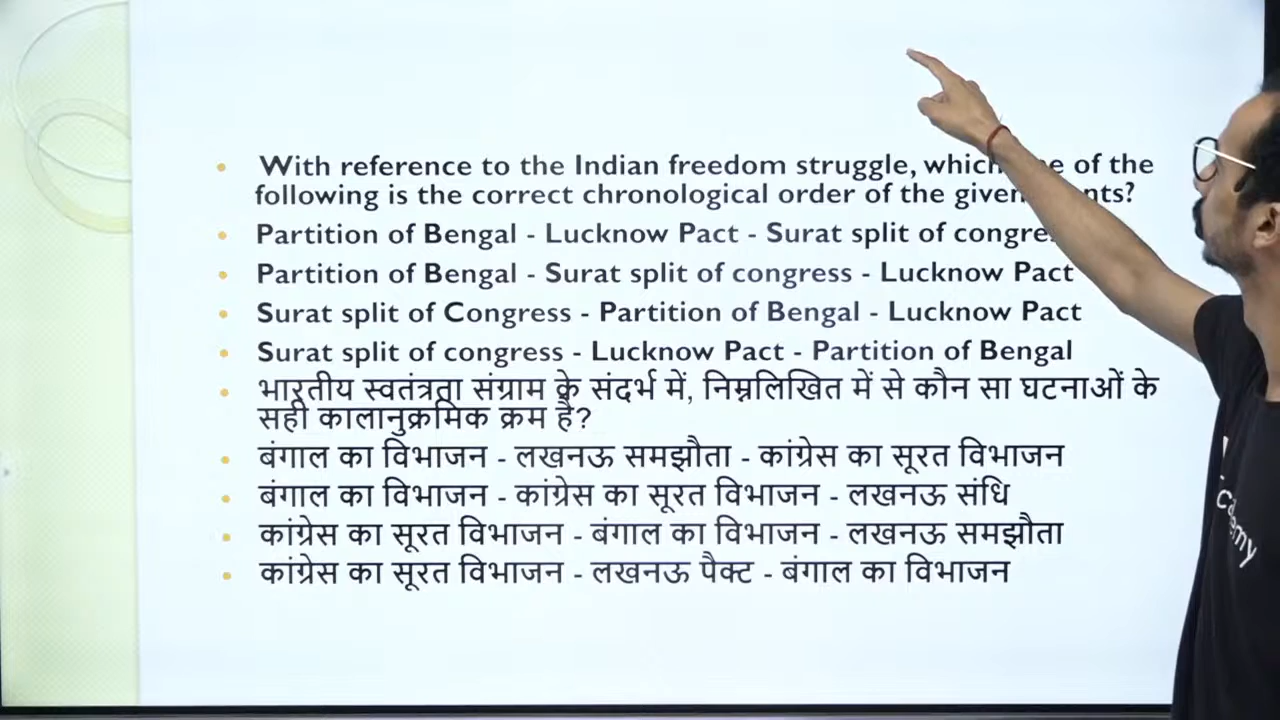 With reference to the Indian freedom struggle, which of the
following is the correct chronological order of the given
Partition of Bengal - Lucknow Pact - Surat split of
Partition of Bengal - Surat split of congress - Lucknow Pact
Surat split of Congress - Partition of Bengal - Lucknow Pact
Surat split of congress - Lucknow Pact - Partition of Bengal
भारतीय स्वतंत्रता संग्राम के संदर्भ में, निम्नलिखित में से कौन सा घटनाओं के
सही कालानुक्रमिक क्रम है?
बंगाल का विभाजन - लखनऊ समझौता - कांग्रेस का सूरत विभाजन
बंगाल का विभाजन - कांग्रेस का सूरत विभाजन - लखनऊ संधि
कांग्रेस का सूरत विभाजन - बंगाल का विभाजन - लखनऊ समझौता
कांग्रेस का सूरत विभाजन - लखनऊ पैक्ट - बंगाल का विभाजन